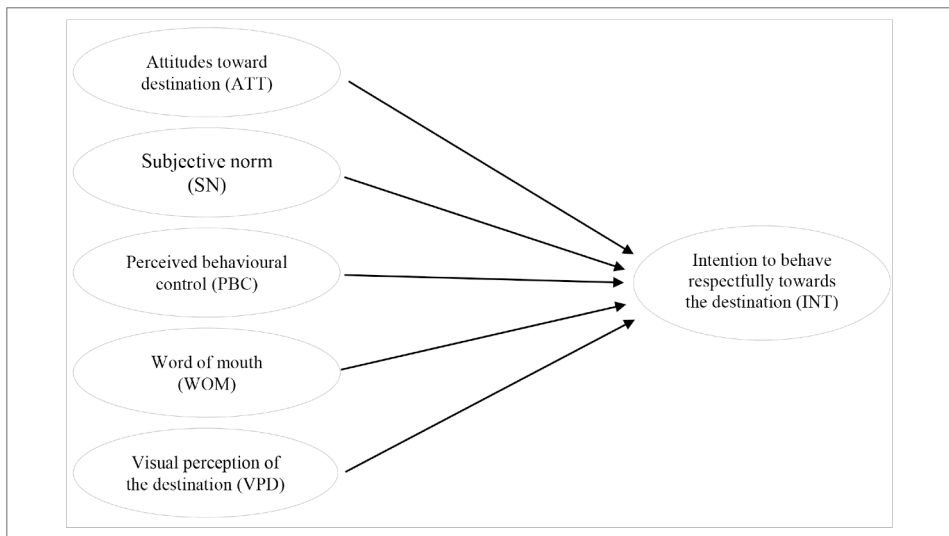 Attitudes toward
destination (ATT)
Subjective norm
(SN)
Perceived behavioural
control (PBC)
Word of mouth
(WOM)
Visual perception of
the destination (VPD)
Intention to behave
respectfully towards
the destination (INT)